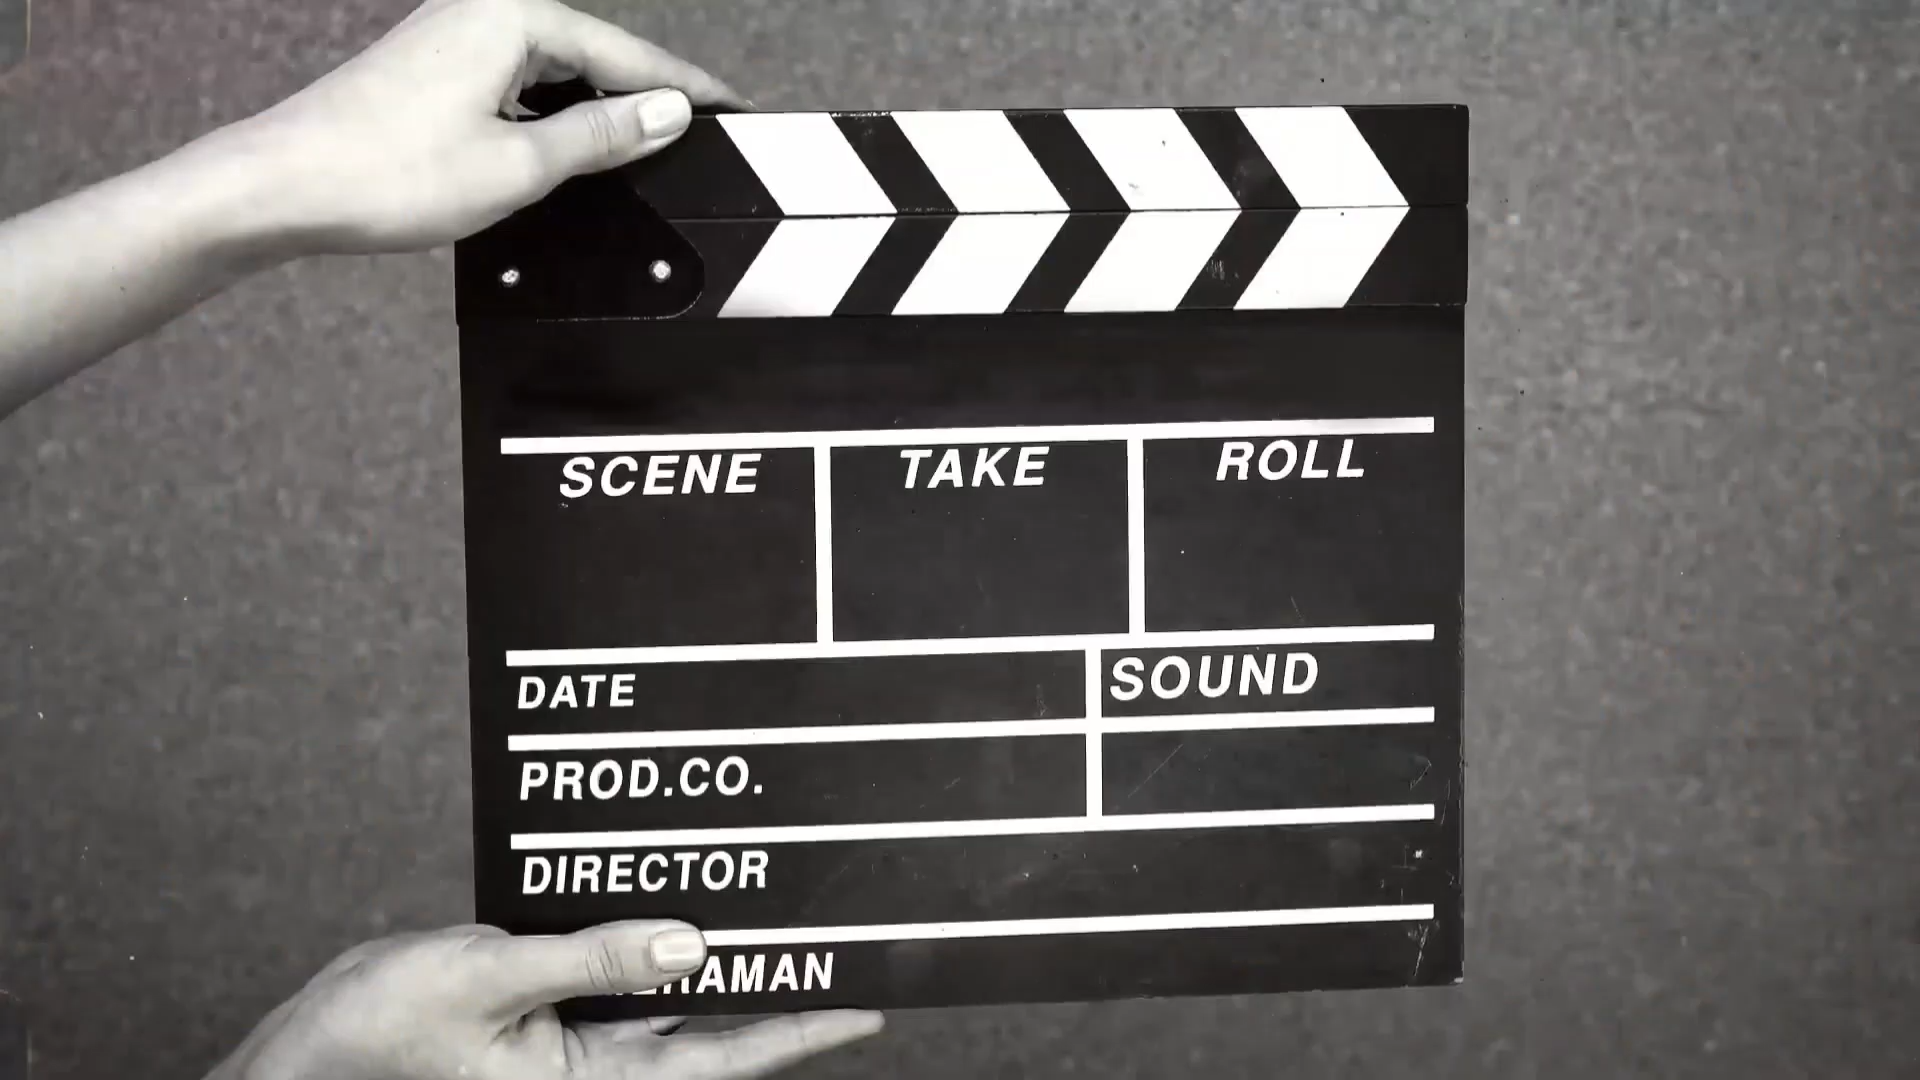 SCENE TAKE ROLL
DATE SOUND
PROD.CO.
DIRECTOR